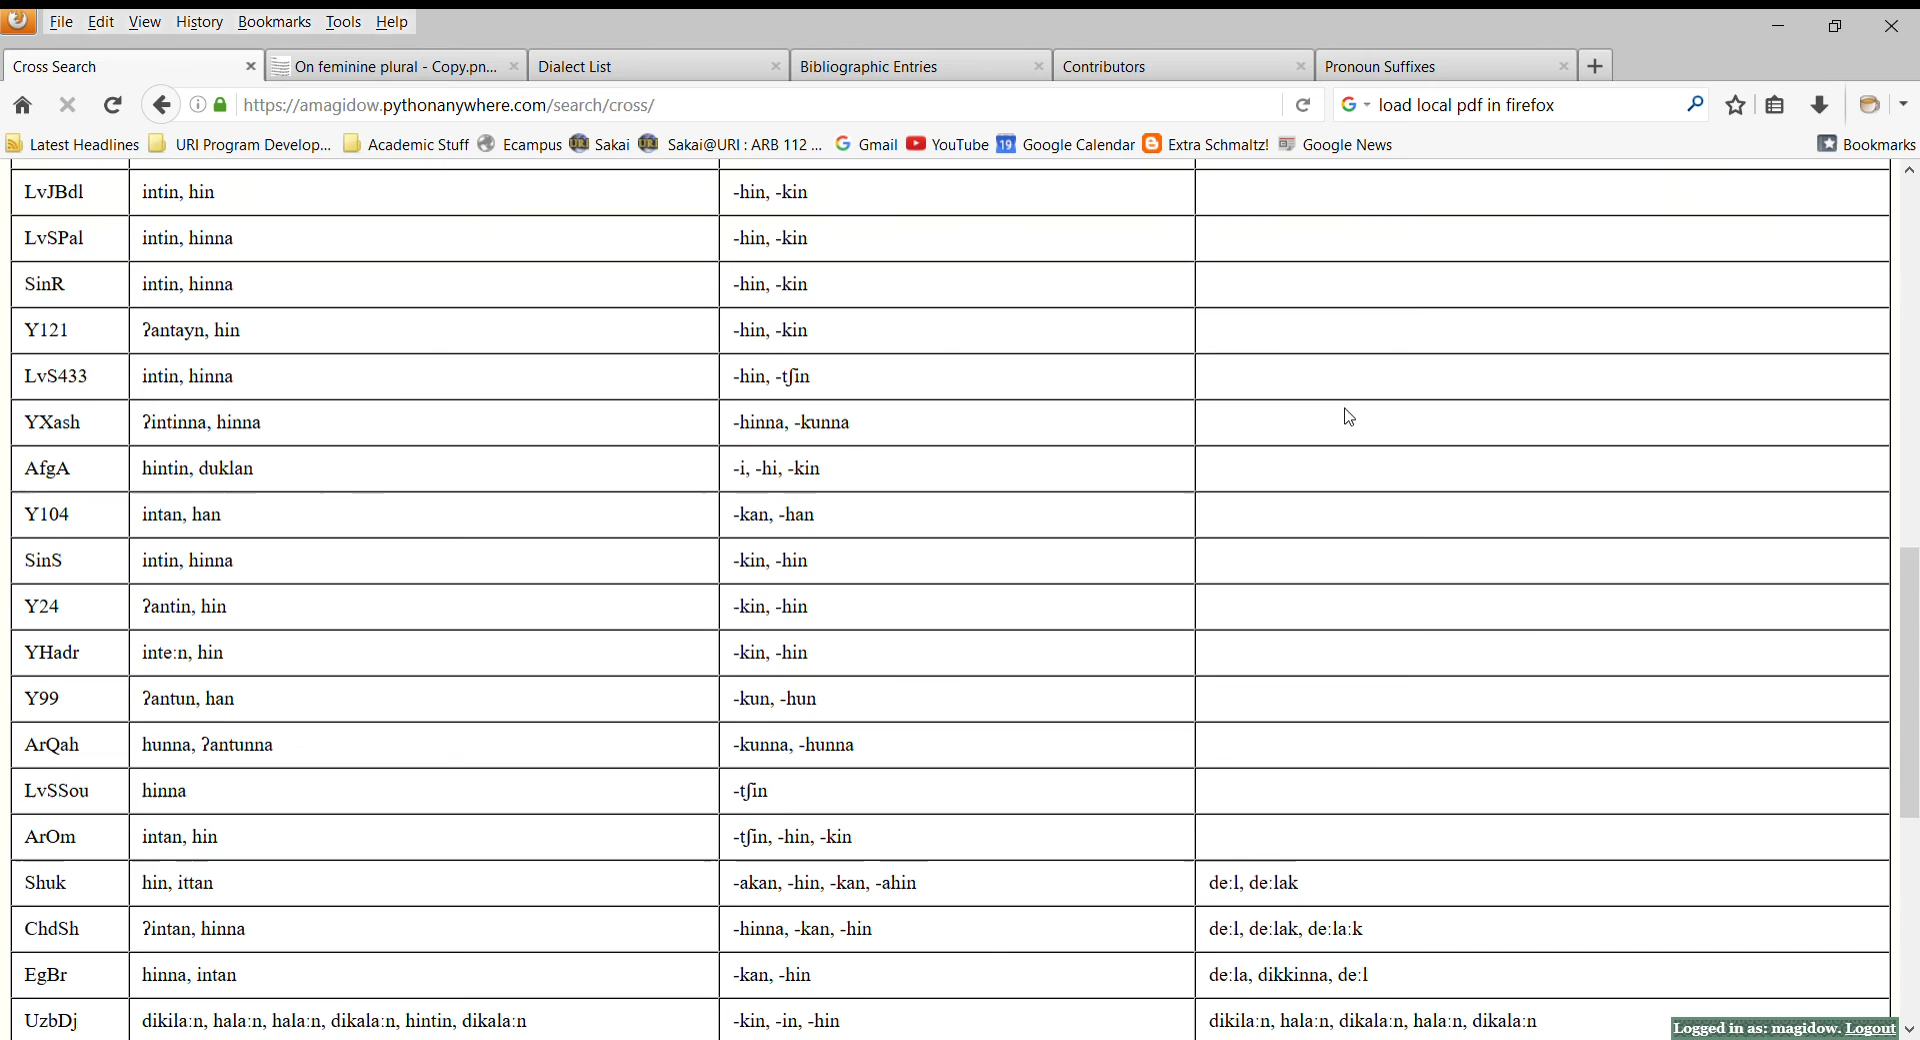 File Edit View History Bookmarks Tools Help
Cross Search On feminine plural - Copy.pn... Dialect List Bibliographic Entries Contributors Pronoun Suffixes
https://amagidow.pythonanywhere.com/search/cross/ load local pdf in firefox
Latest Headlines URI Program Develop... Academic Stuff Ecampus Sakai Sakai@URI : ARB 112 ... Gmail YouTube 19 Google Calendar Extra Schmaltz! Google News Bookmarks
LvJBdl intin, hin -hin, -kin
LvSPal intin, hinna -hin, -kin
SinR intin, hinna -hin, -kin
Y121 ʔantayn, hin -hin, -kin
LvS433 intin, hinna -hin, -tʃin
YXash ʔintinna, hinna -hinna, -kunna
AfgA hintin, duklan -i, -hi, -kin
Y104 intan, han -kan, -han
SinS intin, hinna -kin, -hin
Y24 ʔantin, hin -kin, -hin
YHadr inteːn, hin -kin, -hin
Y99 ʔantun, han -kun, -hun
ArQah hunna, ʔantunna -kunna, -hunna
LvSSou hinna -tʃin
ArOm intan, hin -tʃin, -hin, -kin
Shuk hin, ittan -akan, -hin, -kan, -ahin deːl, deːlak
ChdSh ʔintan, hinna -hinna, -kan, -hin deːl, deːlak, deːlaːk
EgBr hinna, intan -kan, -hin deːla, dikkinna, deːl
UzbDj dikilaːn, halaːn, halaːn, dikalaːn, hintin, dikalaːn -kin, -in, -hin dikilaːn, halaːn, dikalaːn, halaːn, dikalaːn
Logged in as: magidow. Logout